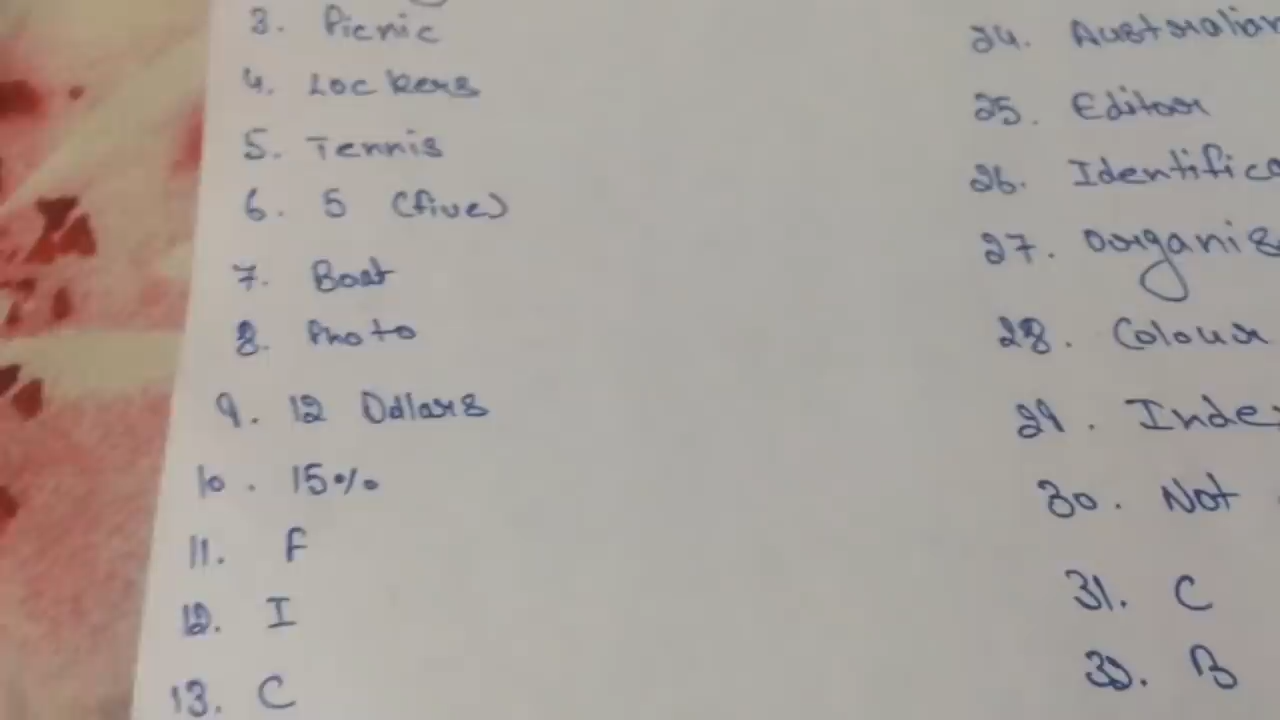 3. Picnic
4. Lockers
5. Tennis
6. 5 (five)
7. Boat
8. Photo
9. 12 Dollars
10. 15%
11. F
12. I
13. C
24. Australian
25. Editor
26. Identifica
27. Organis
28. Colour
29. Inde
30. Not
31. C
32. B